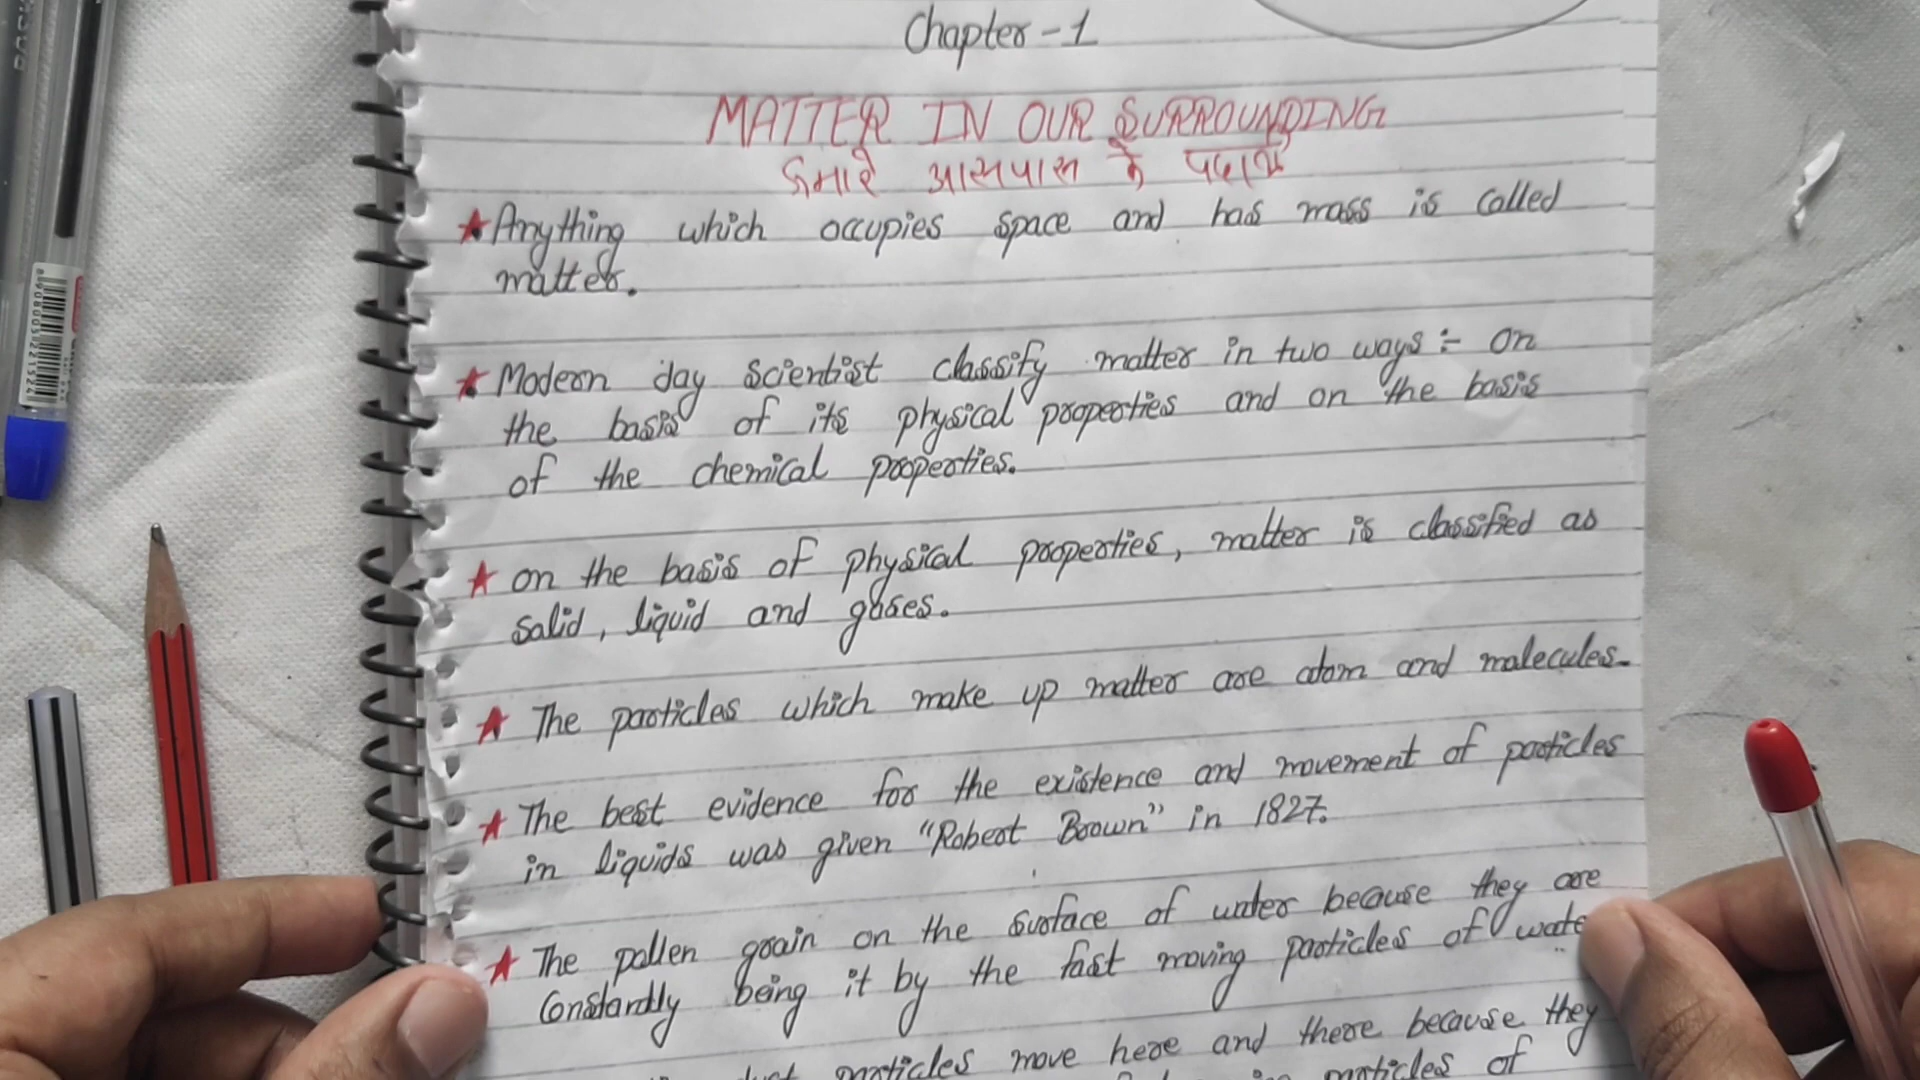 Chapter-1
MATTER IN OUR SURROUNDING
हमारे आसपास के पदार्थ
★ Anything which occupies space and has mass is called
matter.
★ Modern day scientist classify matter in two ways :- on
the basis of its physical properties and on the basis
of the chemical properties.
★ on the basis of physical properties, matter is classified as
salid, liquid and gases.
★ The particles which make up matter are atom and malecules.
★ The best evidence for the existence and movement of particles
in liquids was given "Robert Brown" in 1827.
★ The pollen grain on the surface of water because they are
Constantly being it by the fast moving particles of wate
particles move here and there because they
particles of
8908005221524